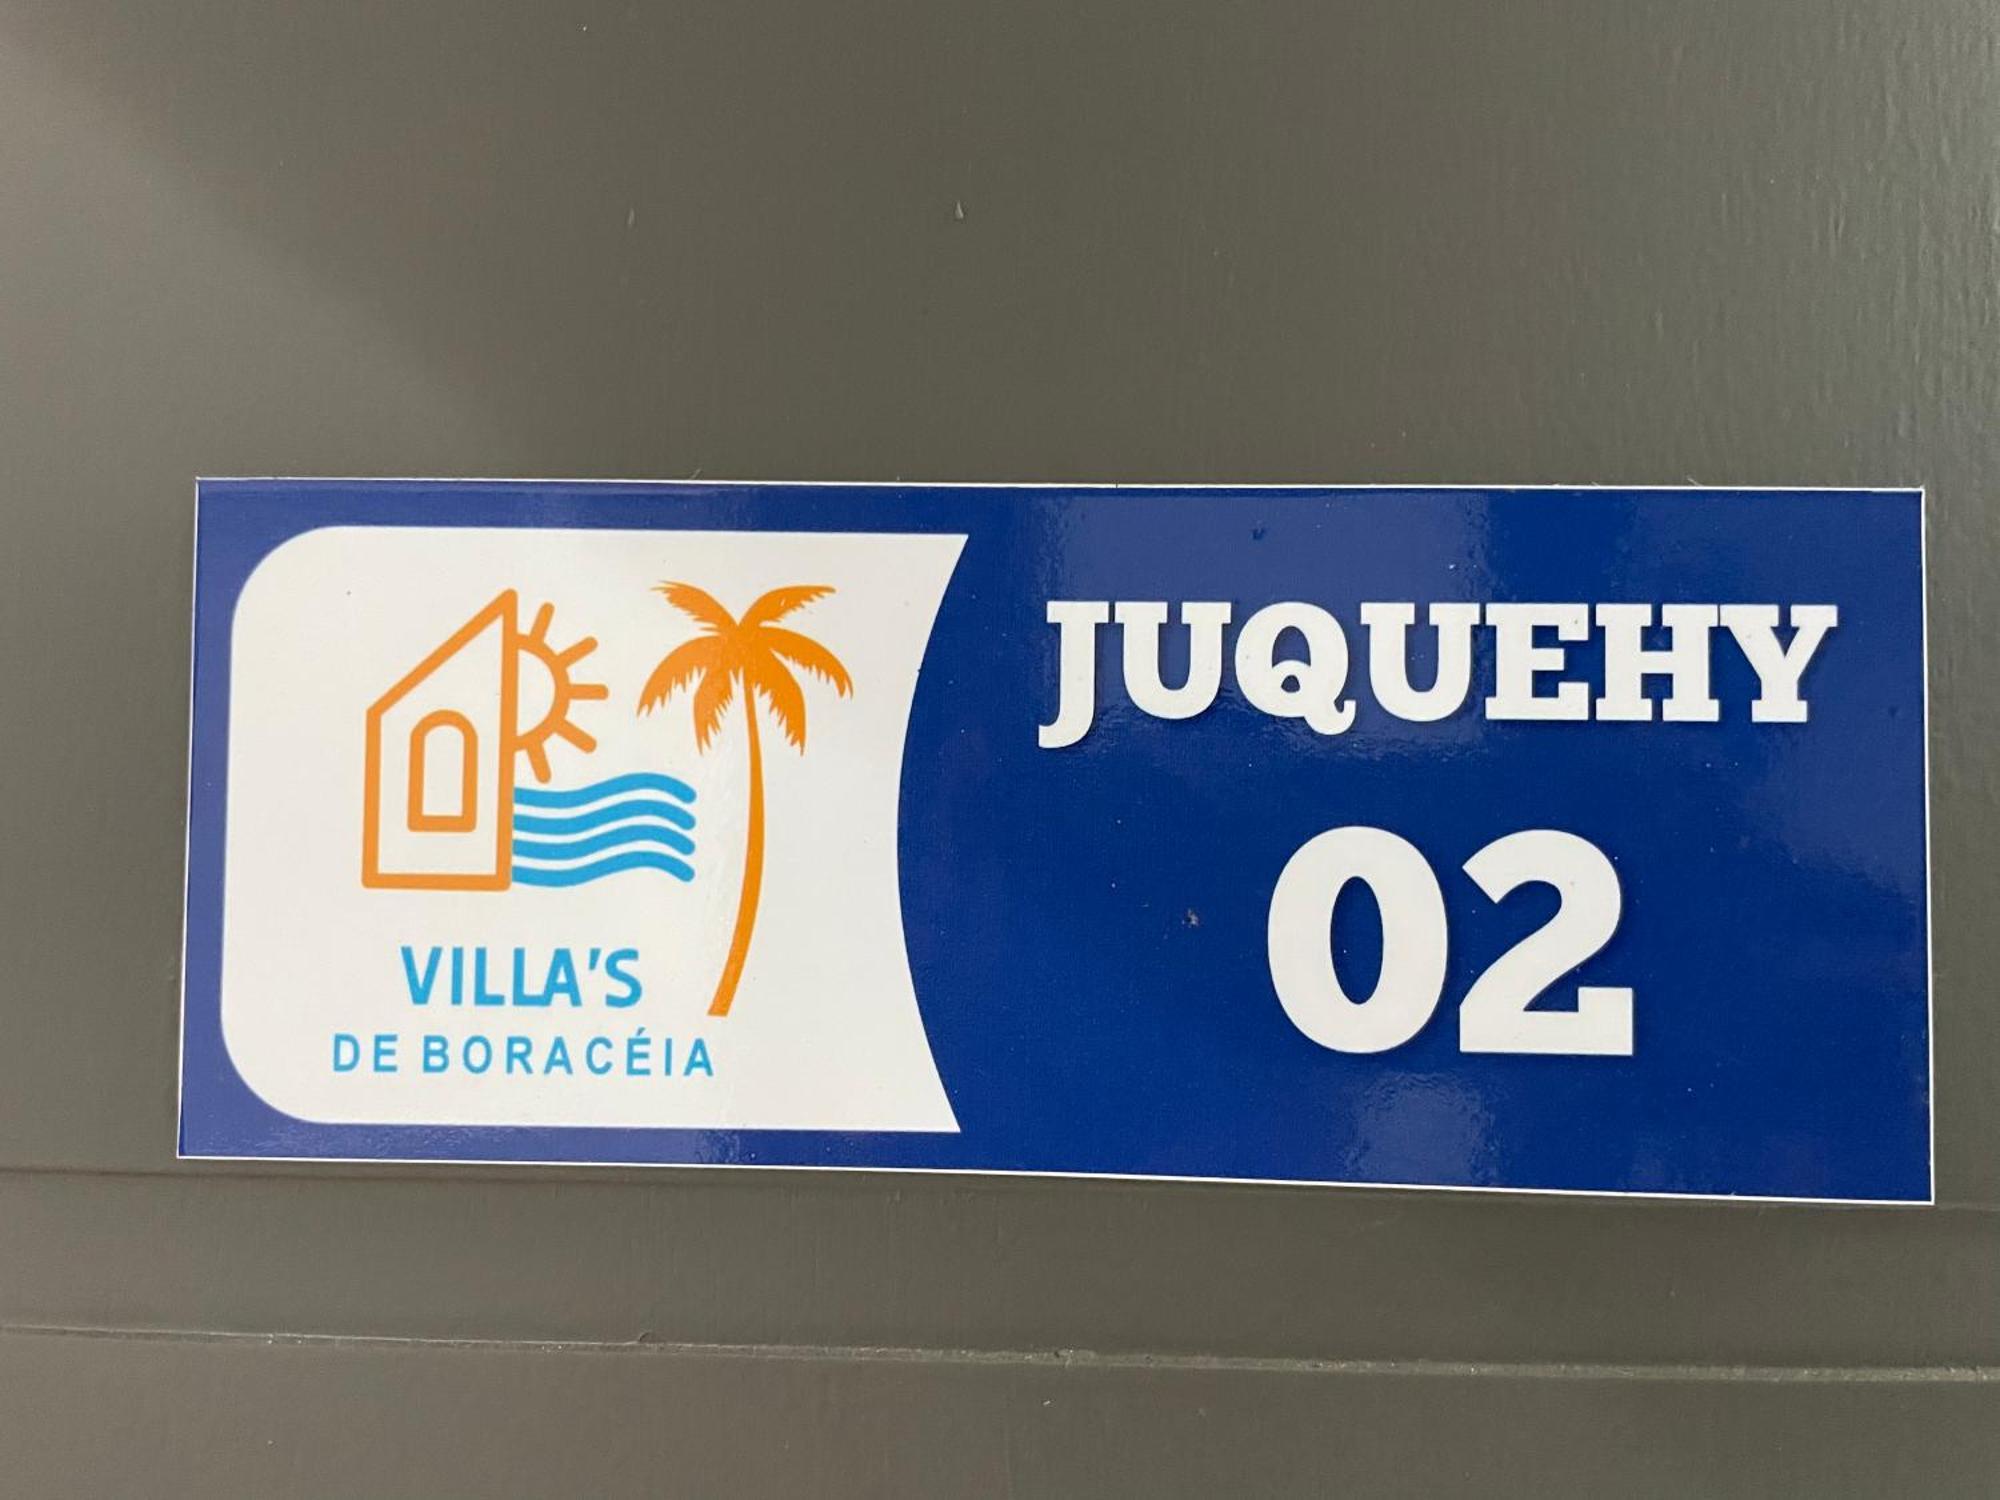 VILLA'S
DE BORACÉIA
JUQUEHY
02